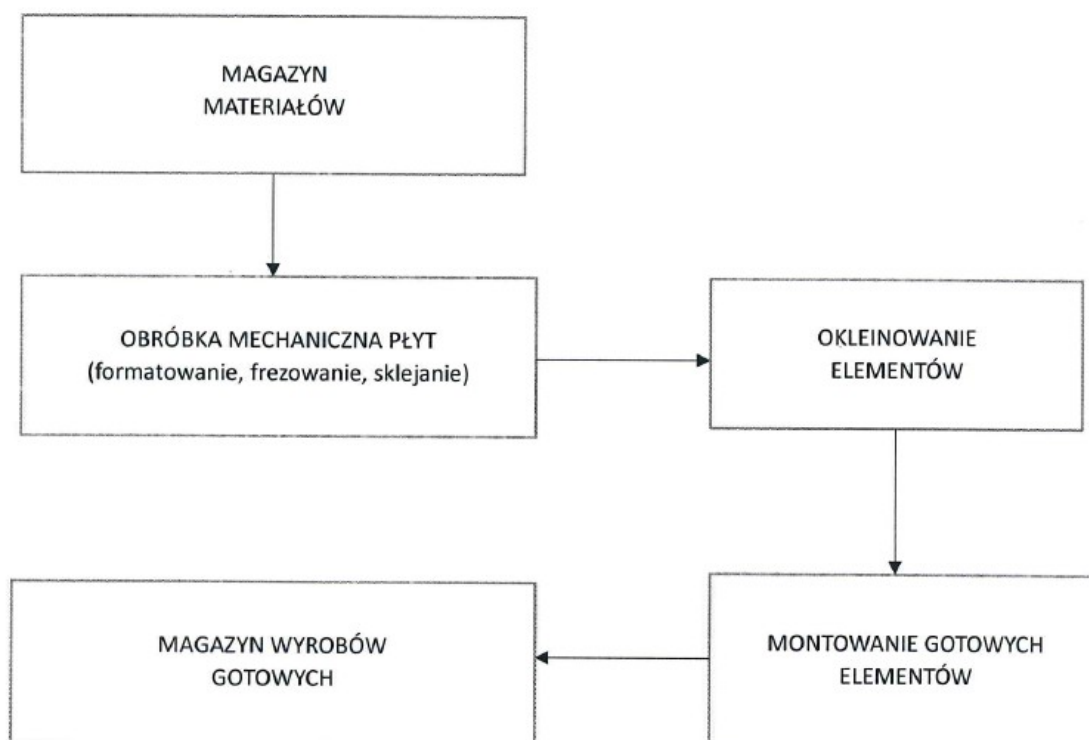 MAGAZYN
MATERIAŁÓW
OBRÓBKA MECHANICZNA PŁYT
(formatowanie, frezowanie, sklejanie)
OKLEINOWANIE
ELEMENTÓW
MONTOWANIE GOTOWYCH
ELEMENTÓW
MAGAZYN WYROBÓW
GOTOWYCH